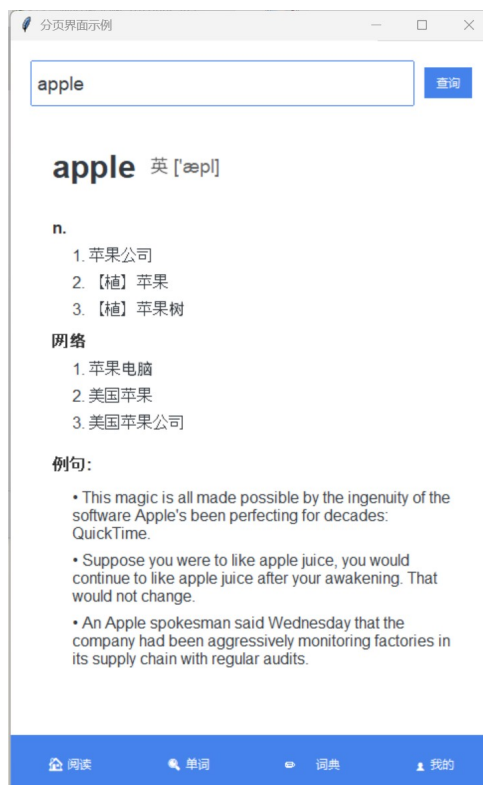 分页界面示例
apple
查询
apple 英 ['æpl]
n.
1. 苹果公司
2. 【植】苹果
3. 【植】苹果树
网络
1. 苹果电脑
2. 美国苹果
3. 美国苹果公司
例句:
• This magic is all made possible by the ingenuity of the
software Apple's been perfecting for decades:
QuickTime.
• Suppose you were to like apple juice, you would
continue to like apple juice after your awakening. That
would not change.
• An Apple spokesman said Wednesday that the
company had been aggressively monitoring factories in
its supply chain with regular audits.
阅读 单词 词典 我的